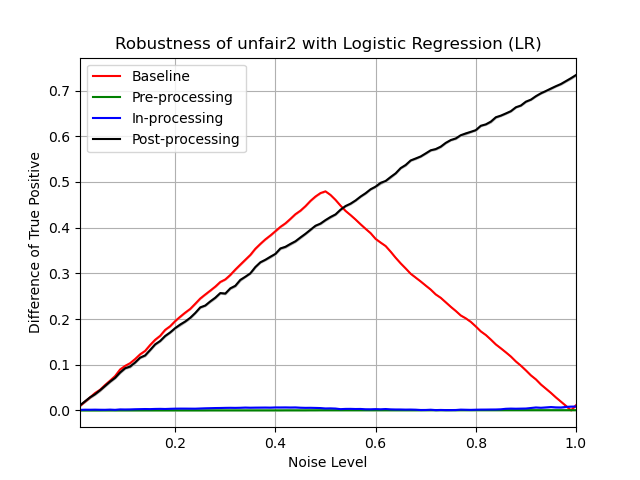 Robustness of unfair2 with Logistic Regression (LR)
Baseline
Pre-processing
In-processing
Post-processing
Difference of True Positive
0.7
0.6
0.5
0.4
0.3
0.2
0.1
0.0
0.2
0.4
0.6
0.8
1.0
Noise Level